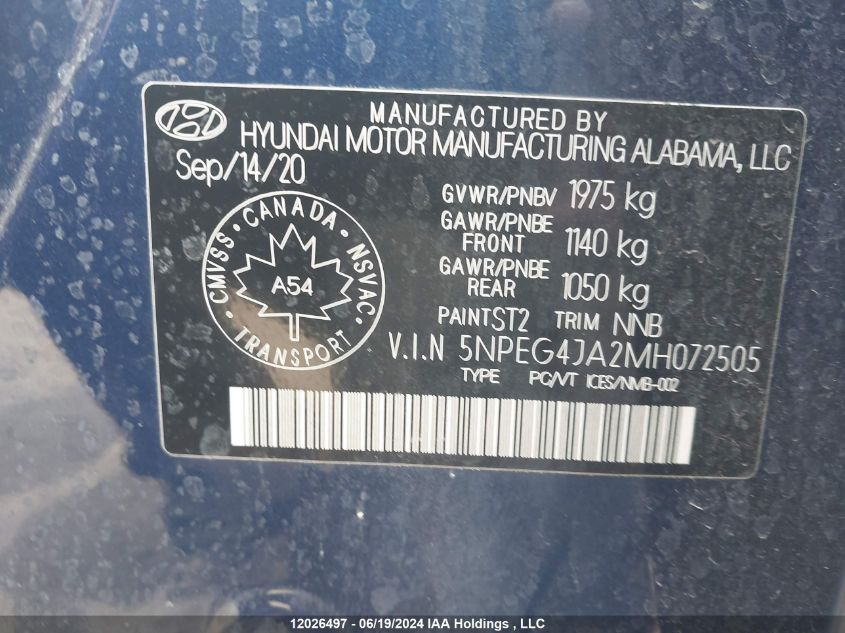 MANUFACTURED BY
HYUNDAI MOTOR MANUFACTURING ALABAMA, LLC
Sep/14/20
GVWR/PNBV 1975 kg
GAWR/PNBE
FRONT 1140 kg
GAWR/PNBE
REAR 1050 kg
CANADA • NSVAC • TRANSPORT • CMVSS •
A54
PAINT ST2 TRIM NNB
V.I.N 5NPEG4JA2MH072505
TYPE PC/VT ICES/NMB-002
12026497 - 06/19/2024 IAA Holdings , LLC